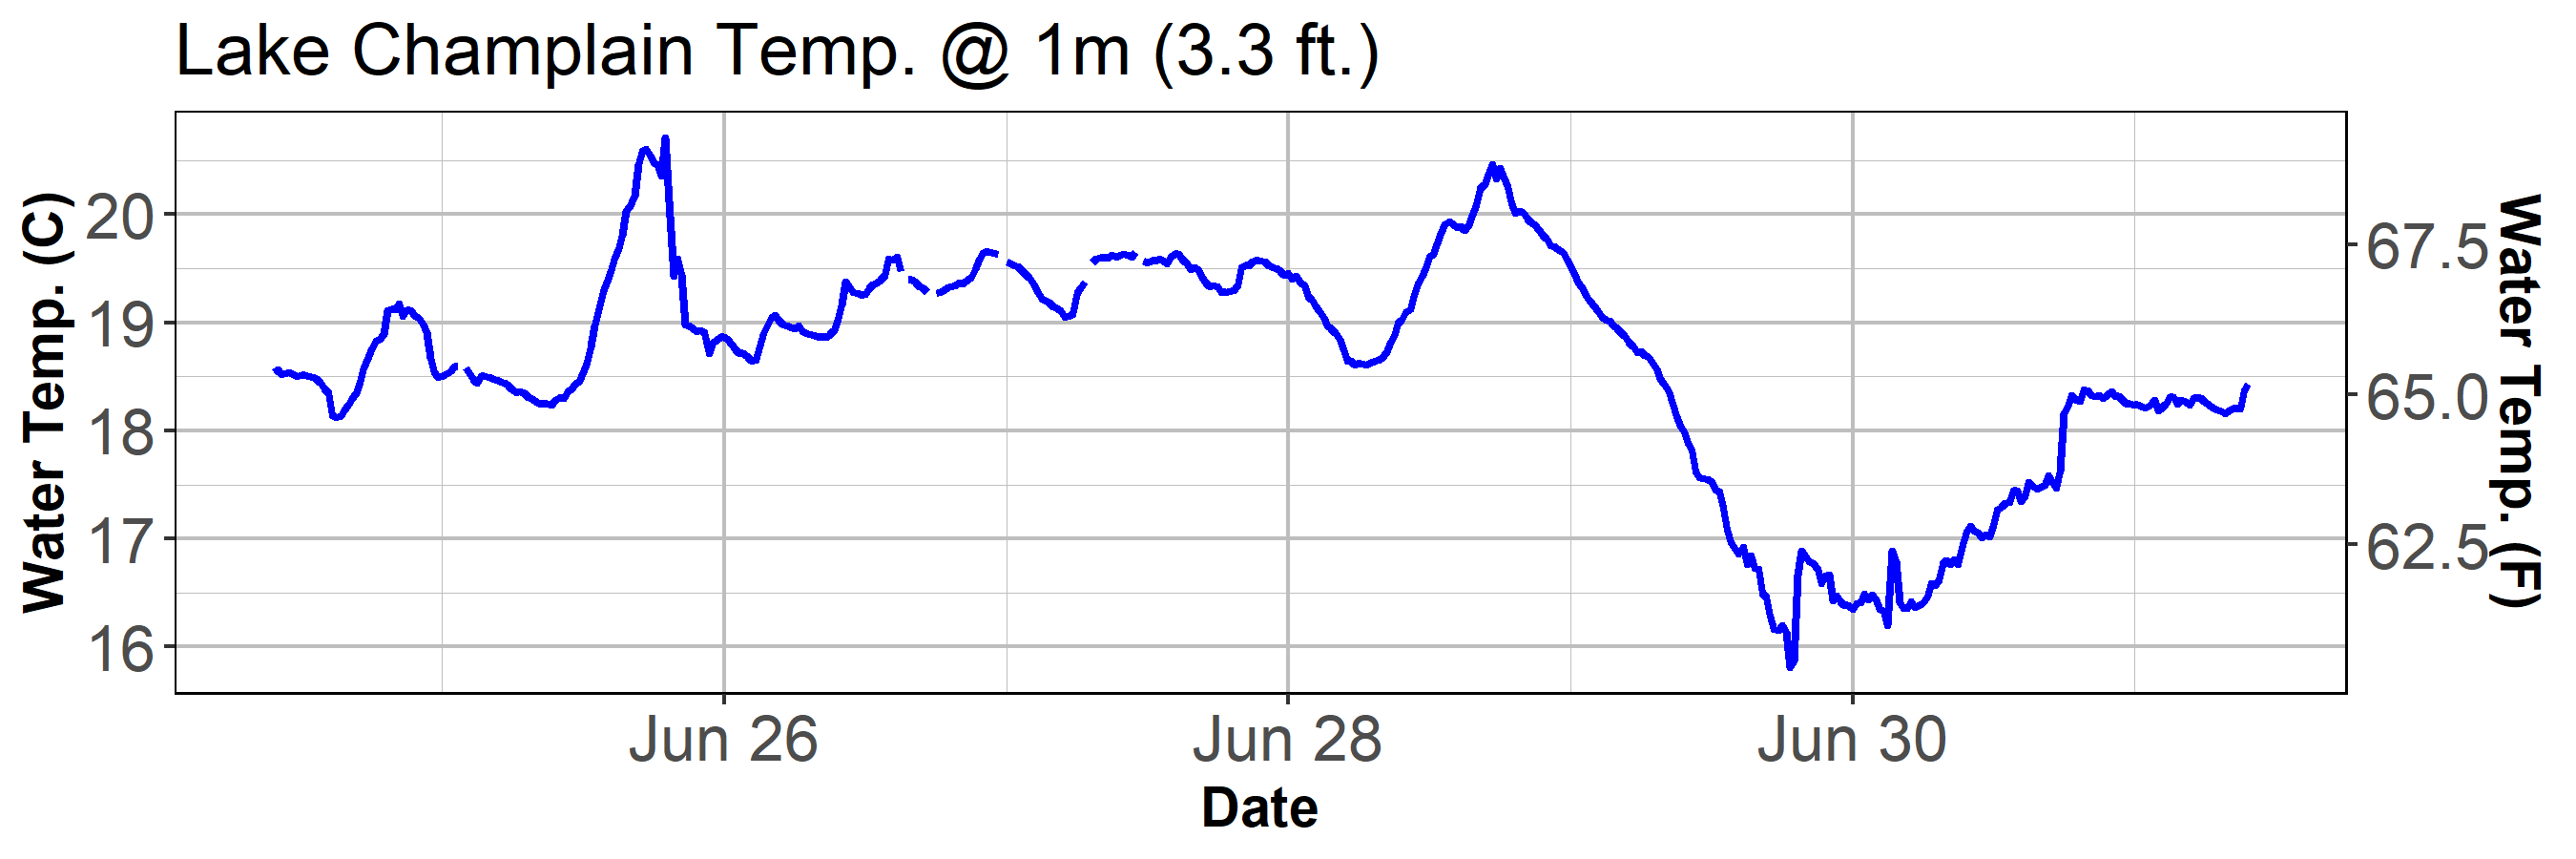 Lake Champlain Temp. @ 1m (3.3 ft.)
Water Temp. (C)
20
19
18
17
16
67.5
65.0
62.5
Water Temp. (F)
Jun 26
Jun 28
Jun 30
Date